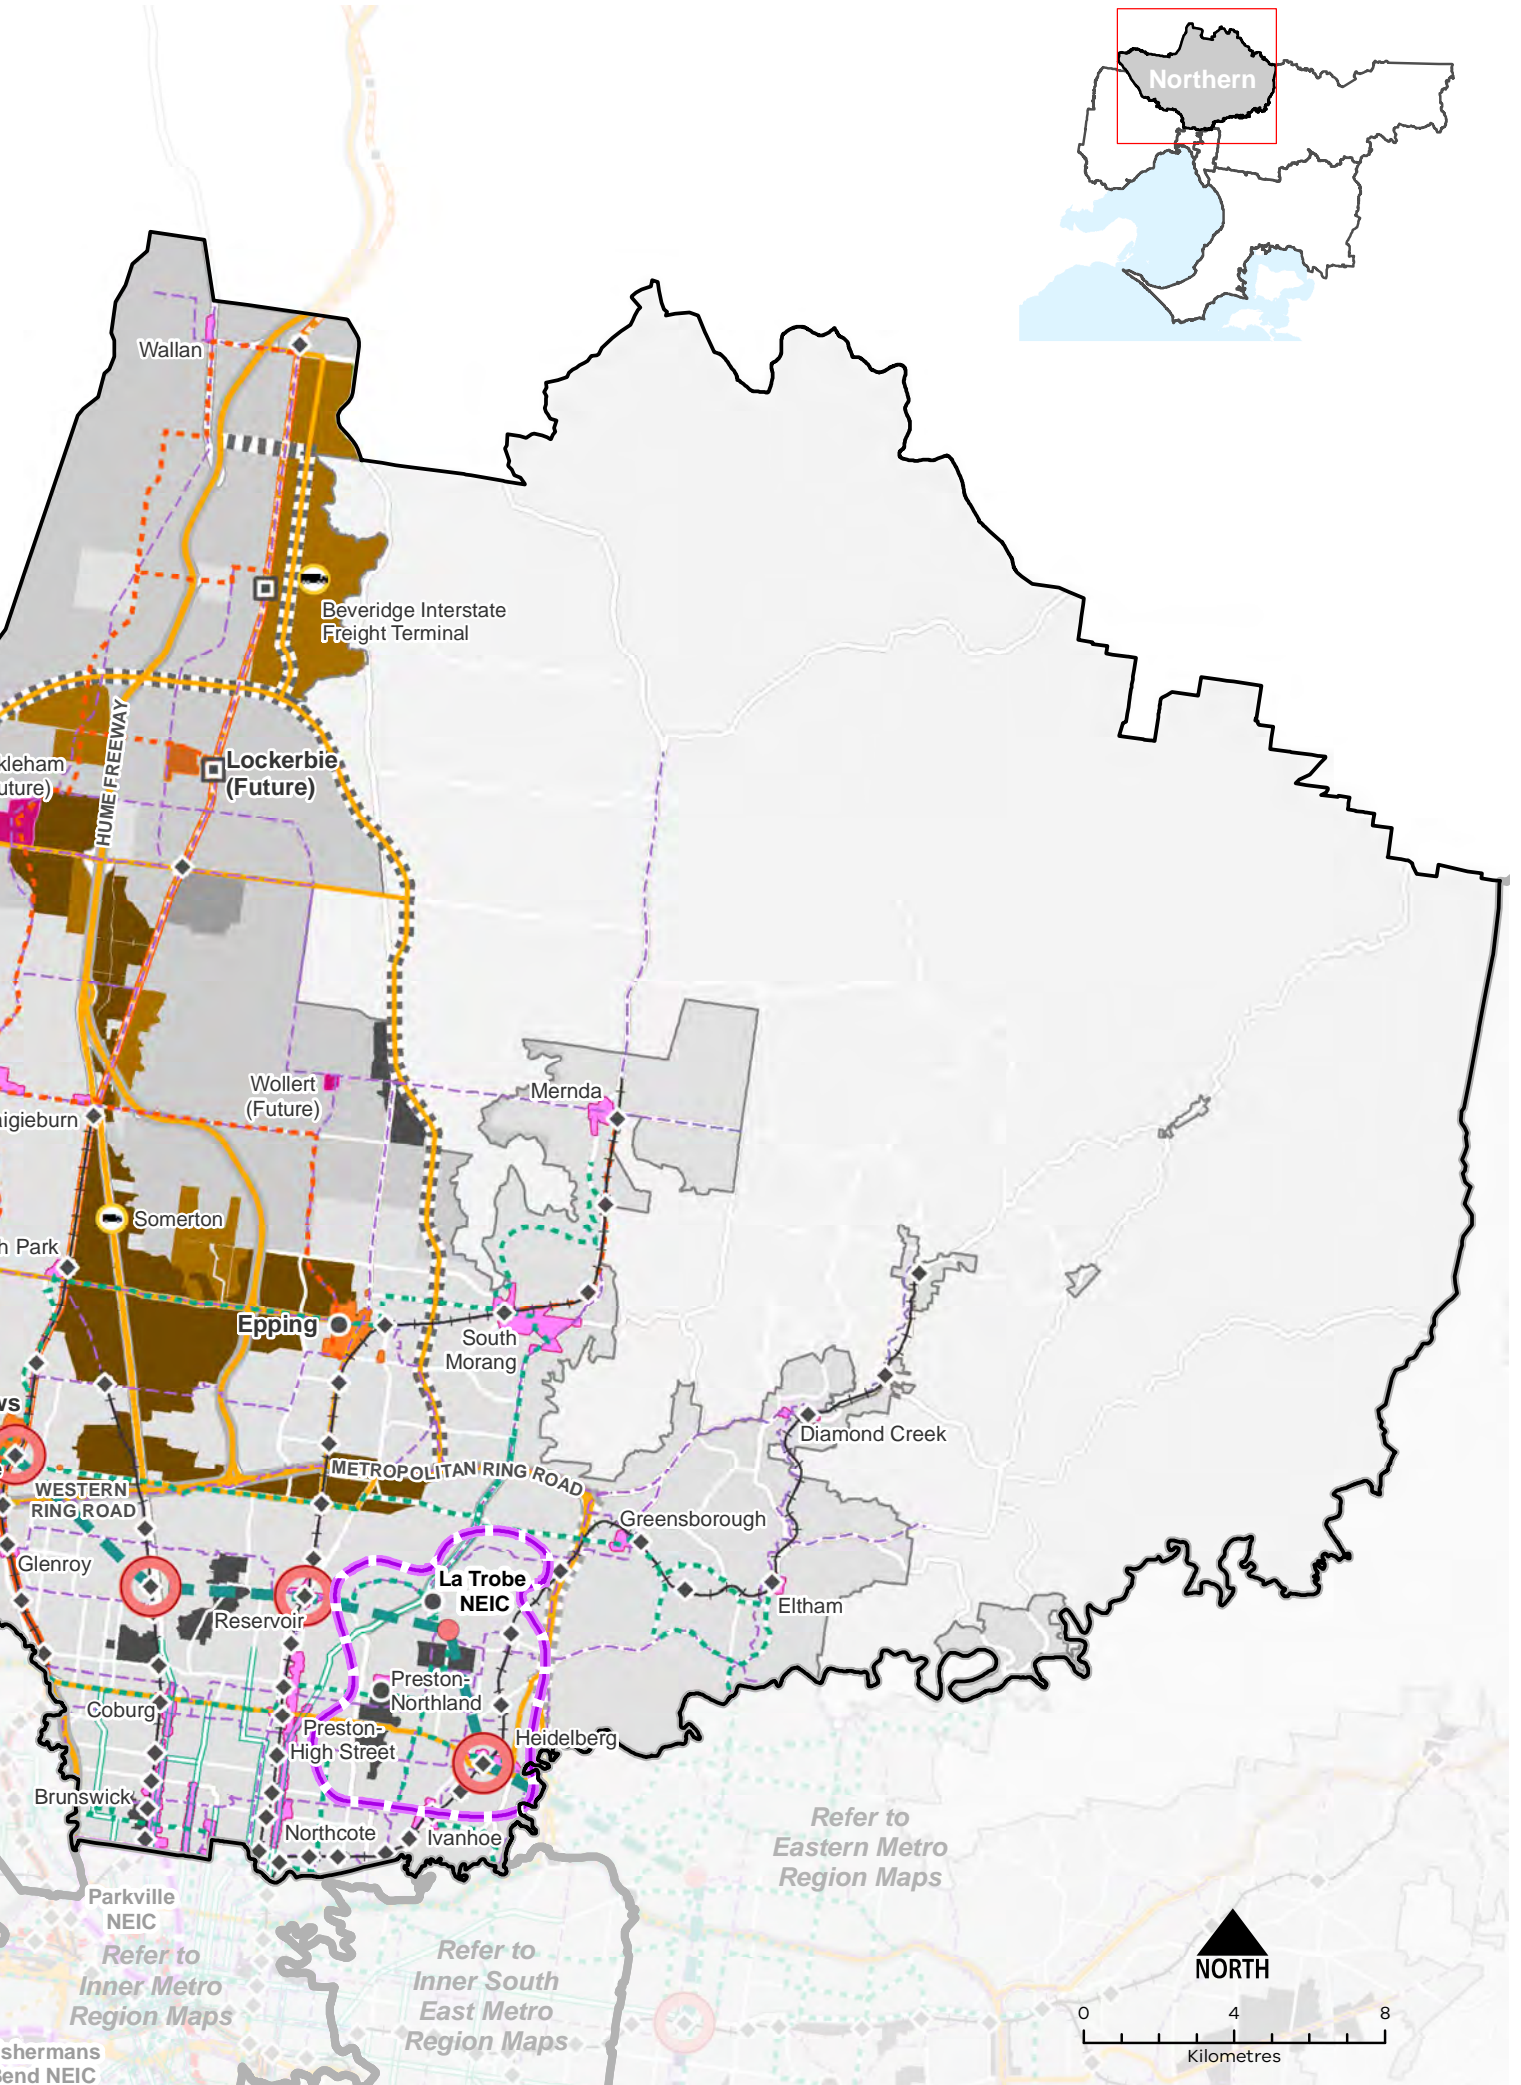 Northern
Wallan
Beveridge Interstate
Freight Terminal
HUME FREEWAY
Lockerbie
(Future)
kleham
uture)
Wollert
(Future)
Mernda
aigieburn
Somerton
h Park
Epping
South
Morang
ws
Diamond Creek
METROPOLITAN RING ROAD
WESTERN
RING ROAD
Greensborough
Glenroy
La Trobe
NEIC
Eltham
Reservoir
Preston-
Northland
Coburg
Preston-
High Street
Heidelberg
Brunswick
Northcote
Ivanhoe
Refer to
Eastern Metro
Region Maps
Parkville
NEIC
Refer to
Inner Metro
Region Maps
Refer to
Inner South
East Metro
Region Maps
NORTH
0 4 8
Kilometres
shermans
Bend NEIC